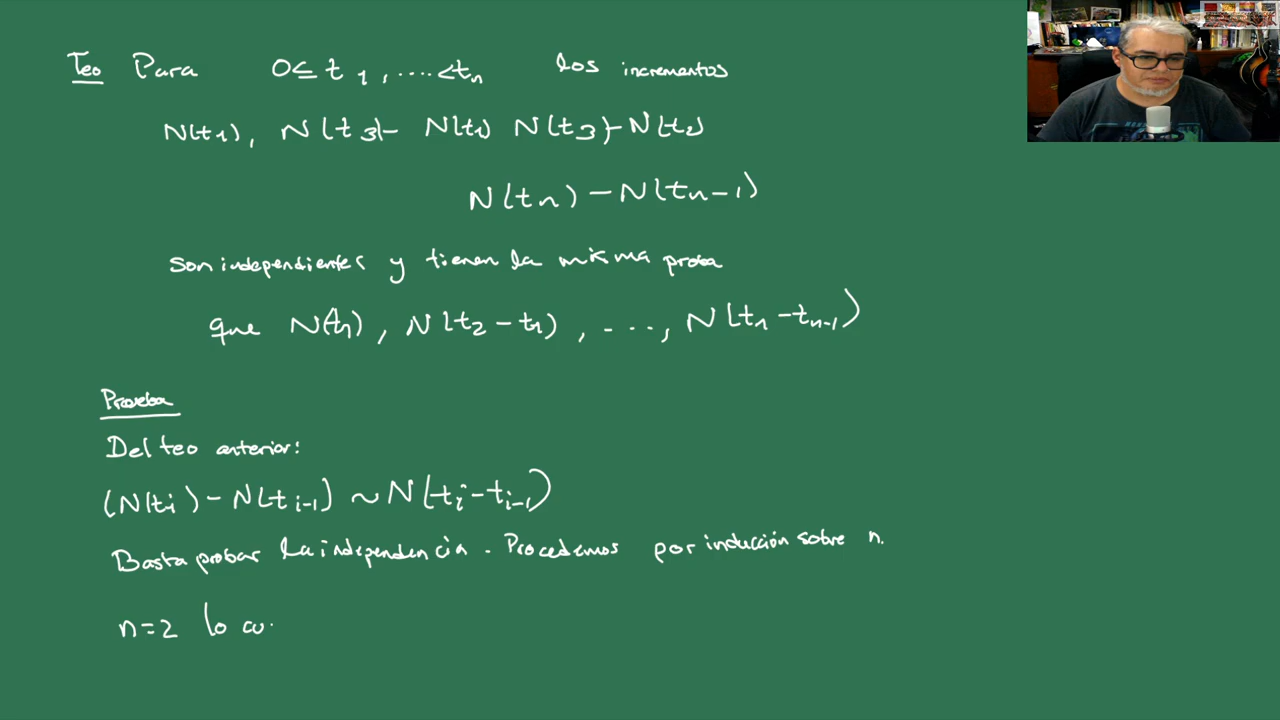 Teo Para 0≤ t1, ....<tn los incrementos
N(t1), N(t3)- N(t1) N(t3)-N(t2)
N(tn) - N(tn-1)
Son independientes y tienen la misma proba
que N(t1), N(t2-t1), ...., N(tn-tn-1)
Prueba
Del teo anterior:
(N(ti)-N(ti-1) ~ N(ti-ti-1)
Basta probar la independencia. Procedemos por inducción sobre n.
n=2 lo co